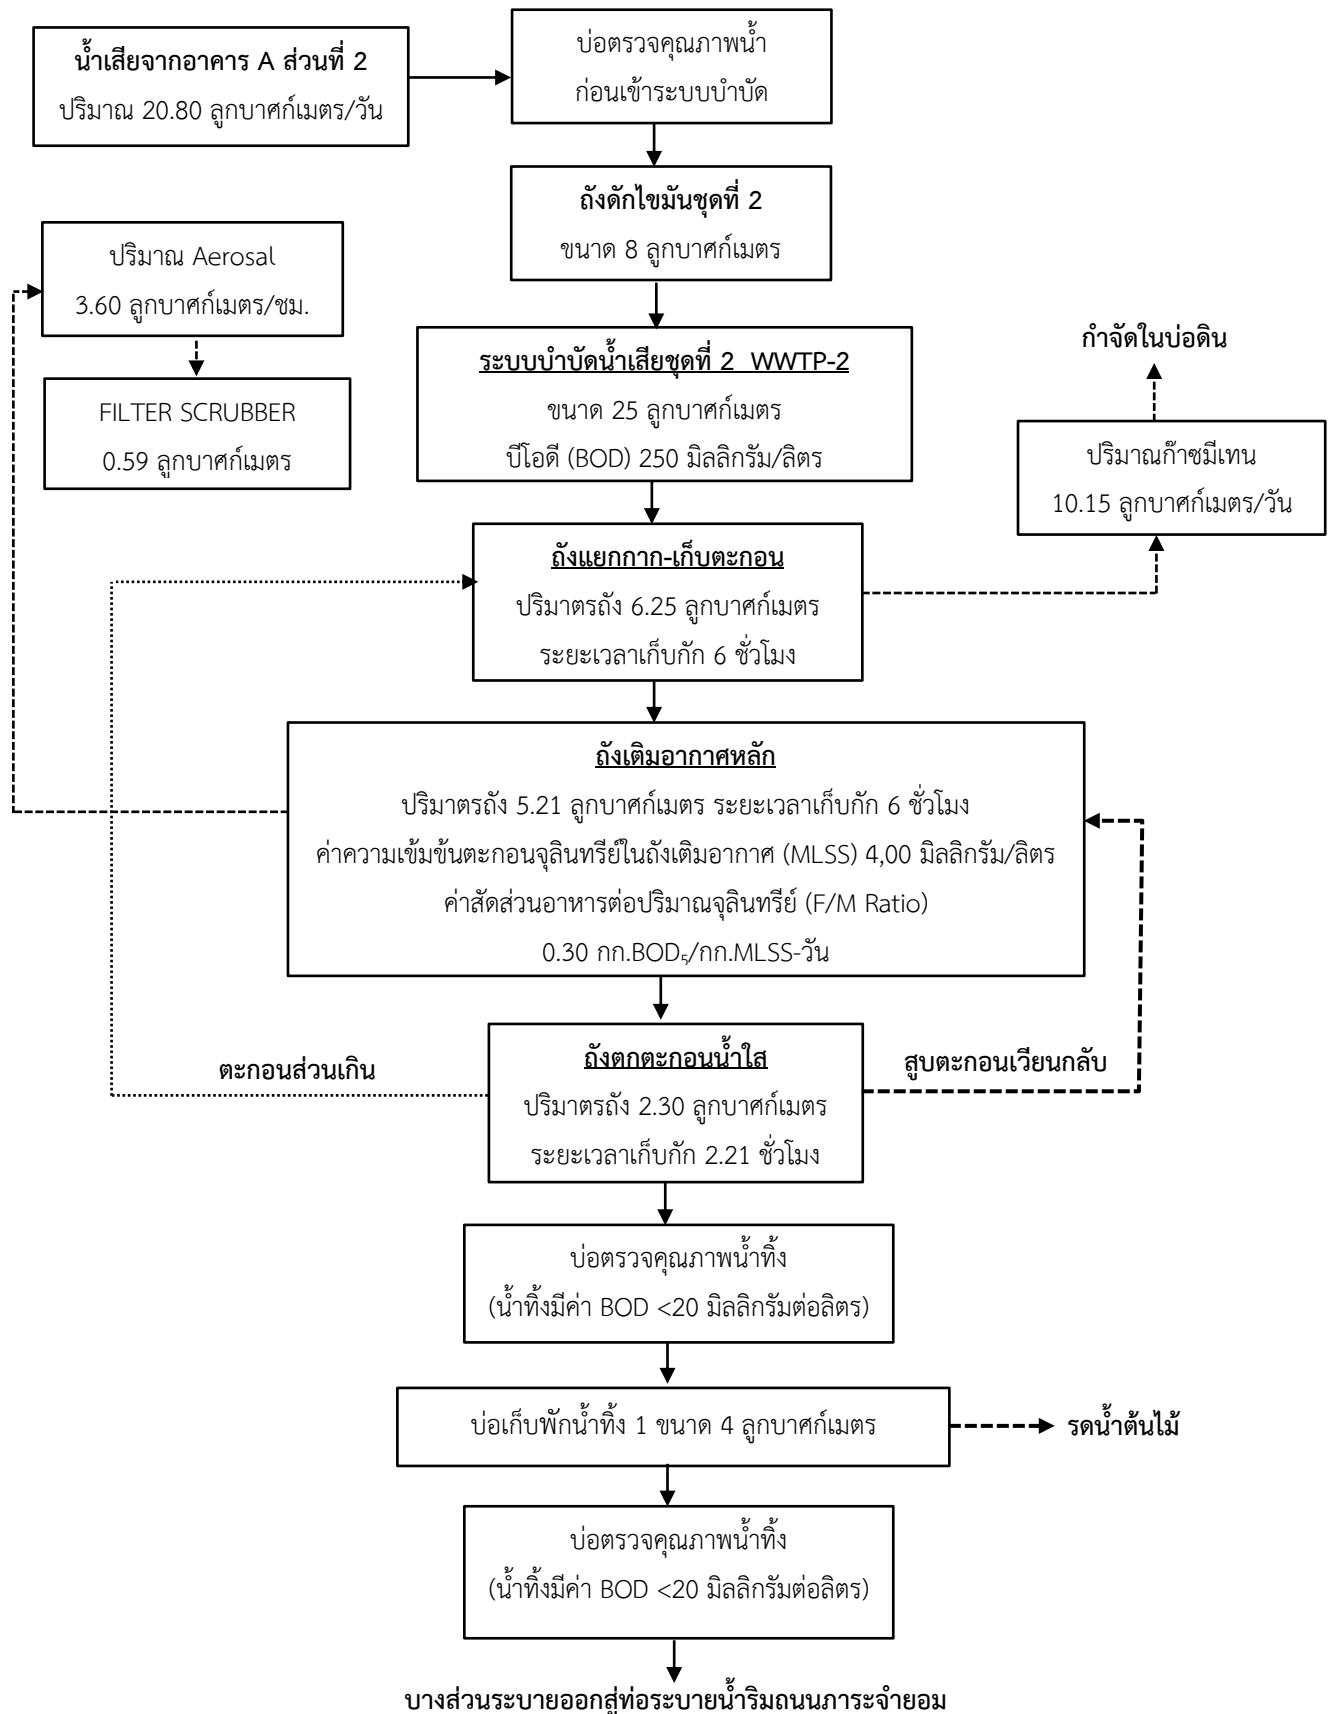 น้ำเสียจากอาคาร A ส่วนที่ 2
ปริมาณ 20.80 ลูกบาศก์เมตร/วัน
บ่อตรวจคุณภาพน้ำ
ก่อนเข้าระบบบำบัด
ถังดักไขมันชุดที่ 2
ขนาด 8 ลูกบาศก์เมตร
ปริมาณ Aerosal
3.60 ลูกบาศก์เมตร/ชม.
FILTER SCRUBBER
0.59 ลูกบาศก์เมตร
ระบบบำบัดน้ำเสียชุดที่ 2 WWTP-2
ขนาด 25 ลูกบาศก์เมตร
บีโอดี (BOD) 250 มิลลิกรัม/ลิตร
กำจัดในบ่อดิน
ปริมาณก๊าซมีเทน
10.15 ลูกบาศก์เมตร/วัน
ถังแยกกาก-เก็บตะกอน
ปริมาตรถัง 6.25 ลูกบาศก์เมตร
ระยะเวลาเก็บกัก 6 ชั่วโมง
ถังเติมอากาศหลัก
ปริมาตรถัง 5.21 ลูกบาศก์เมตร ระยะเวลาเก็บกัก 6 ชั่วโมง
ค่าความเข้มข้นตะกอนจุลินทรีย์ในถังเติมอากาศ (MLSS) 4,00 มิลลิกรัม/ลิตร
ค่าสัดส่วนอาหารต่อปริมาณจุลินทรีย์ (F/M Ratio)
0.30 กก.BOD₅/กก.MLSS-วัน
ตะกอนส่วนเกิน
ถังตกตะกอนน้ำใส
ปริมาตรถัง 2.30 ลูกบาศก์เมตร
ระยะเวลาเก็บกัก 2.21 ชั่วโมง
สูบตะกอนเวียนกลับ
บ่อตรวจคุณภาพน้ำทิ้ง
(น้ำทิ้งมีค่า BOD <20 มิลลิกรัมต่อลิตร)
บ่อเก็บพักน้ำทิ้ง 1 ขนาด 4 ลูกบาศก์เมตร
รดน้ำต้นไม้
บ่อตรวจคุณภาพน้ำทิ้ง
(น้ำทิ้งมีค่า BOD <20 มิลลิกรัมต่อลิตร)
บางส่วนระบายออกสู่ท่อระบายน้ำริมถนนภาระจำยอม